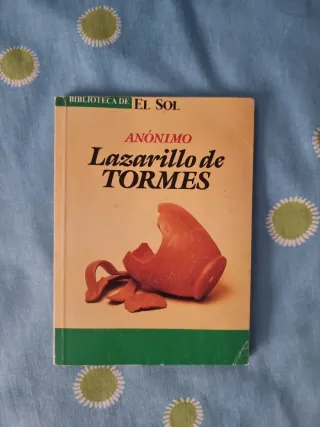 BIBLIOTECA DE EL SOL
ANÓNIMO
Lazarillo de
TORMES